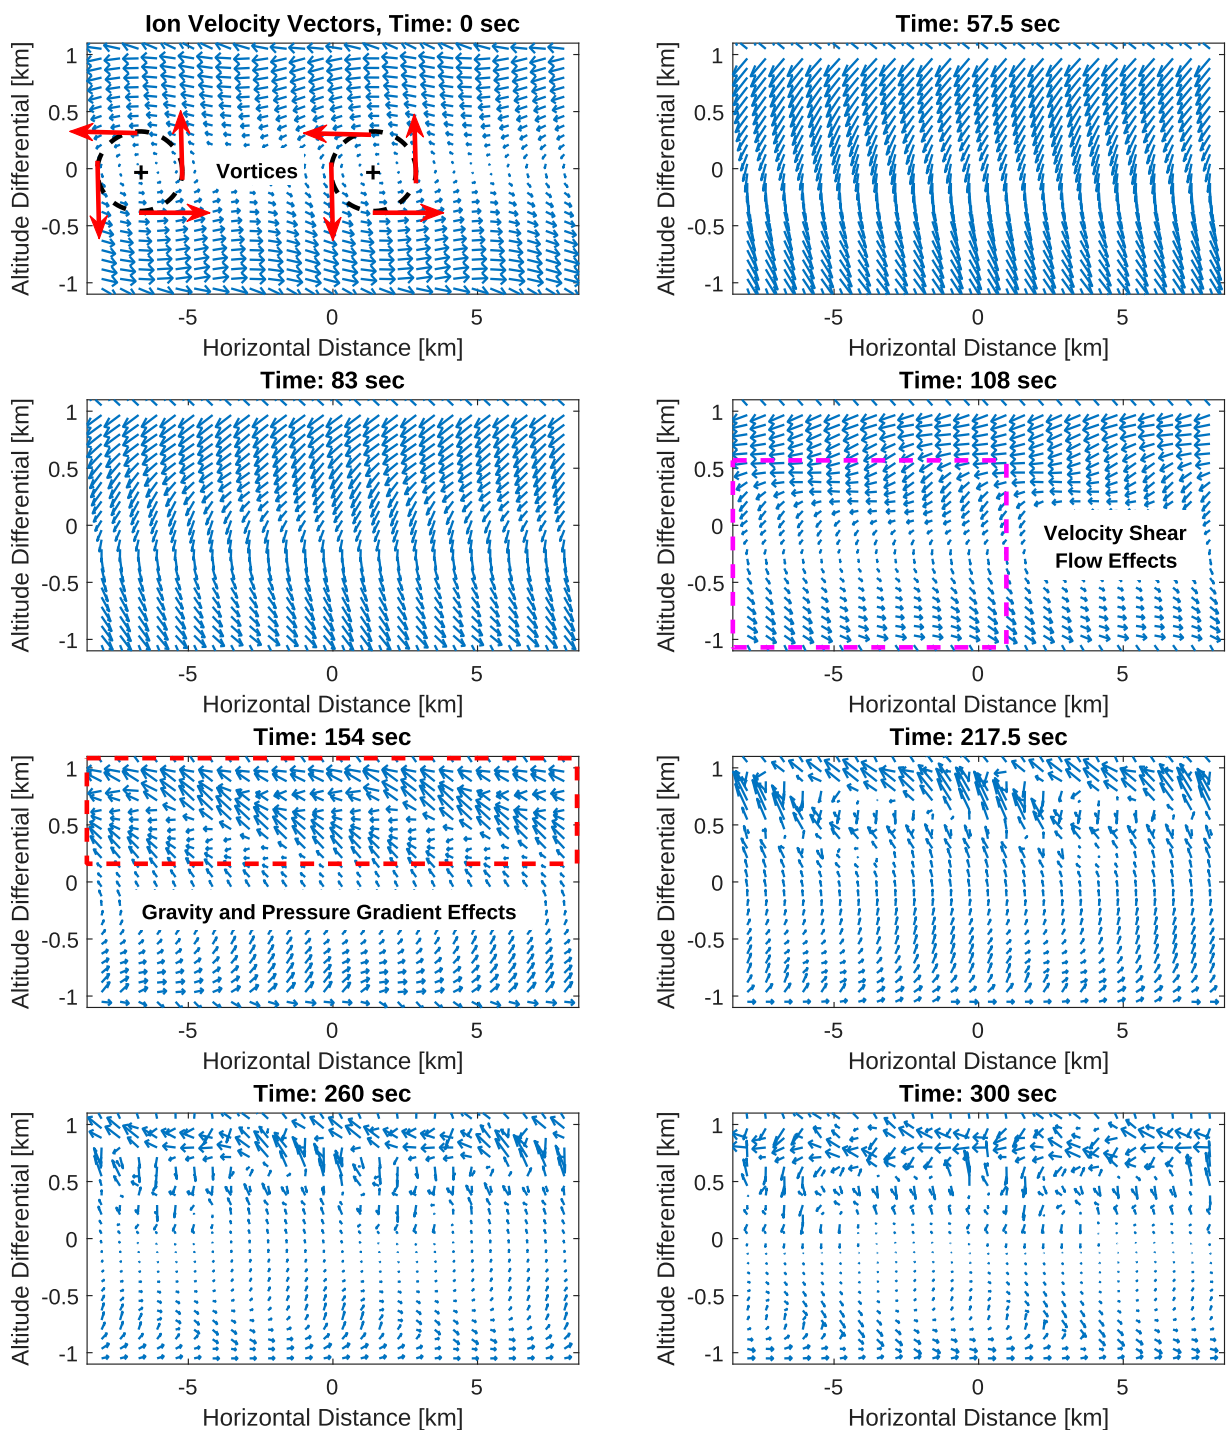 Ion Velocity Vectors, Time: 0 sec
Altitude Differential [km]
1
0.5
0
-0.5
-1
Vortices
-5
0
5
Horizontal Distance [km]
Time: 57.5 sec
Altitude Differential [km]
1
0.5
0
-0.5
-1
-5
0
5
Horizontal Distance [km]
Time: 83 sec
Altitude Differential [km]
1
0.5
0
-0.5
-1
-5
0
5
Horizontal Distance [km]
Time: 108 sec
Altitude Differential [km]
1
0.5
0
-0.5
-1
Velocity Shear
Flow Effects
-5
0
5
Horizontal Distance [km]
Time: 154 sec
Altitude Differential [km]
1
0.5
0
-0.5
-1
Gravity and Pressure Gradient Effects
-5
0
5
Horizontal Distance [km]
Time: 217.5 sec
Altitude Differential [km]
1
0.5
0
-0.5
-1
-5
0
5
Horizontal Distance [km]
Time: 260 sec
Altitude Differential [km]
1
0.5
0
-0.5
-1
-5
0
5
Horizontal Distance [km]
Time: 300 sec
Altitude Differential [km]
1
0.5
0
-0.5
-1
-5
0
5
Horizontal Distance [km]